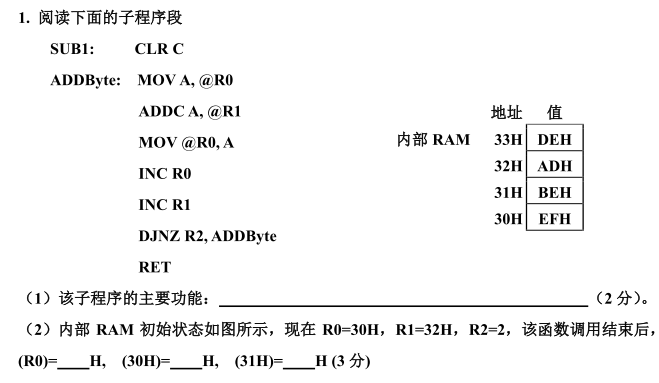 1. 阅读下面的子程序段
SUB1: CLR C
ADDByte: MOV A, @R0
ADDC A, @R1
MOV @R0, A
INC R0
INC R1
DJNZ R2, ADDByte
RET
地址 值
内部 RAM 33H DEH
32H ADH
31H BEH
30H EFH
（1）该子程序的主要功能：（2 分）。
（2）内部 RAM 初始状态如图所示，现在 R0=30H，R1=32H，R2=2，该函数调用结束后，
(R0)=____H, (30H)=____H, (31H)=____H (3 分)